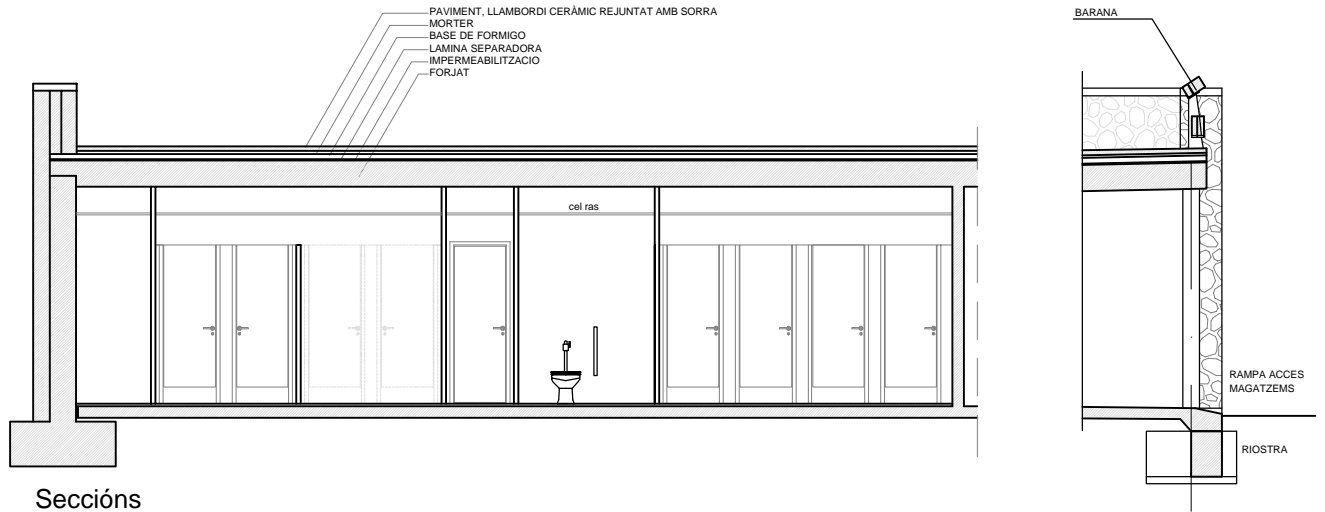 PAVIMENT, LLAMBORDI CERÀMIC REJUNTAT AMB SORRA
MORTER
BASE DE FORMIGO
LAMINA SEPARADORA
IMPERMEABILITZACIO
FORJAT
BARANA
cel ras
RAMPA ACCES
MAGATZEMS
RIOSTRA
Seccións